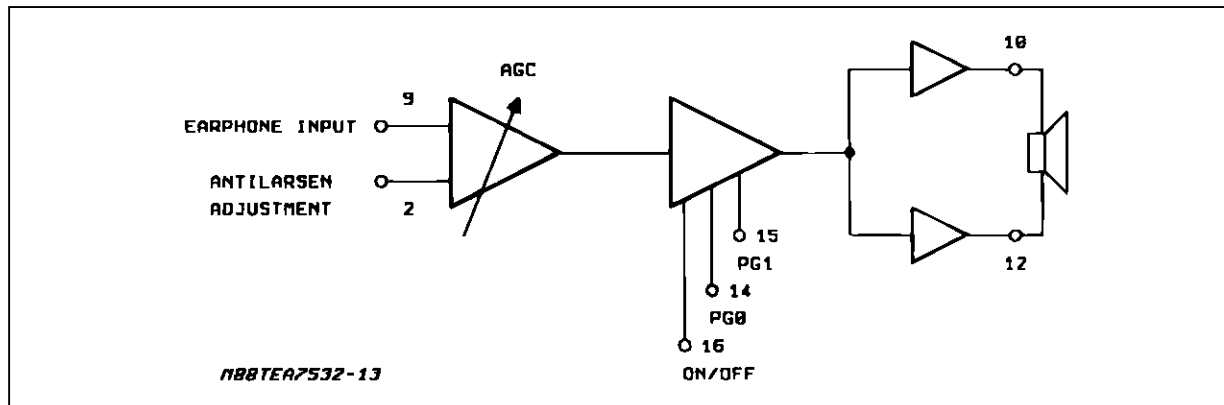 10
AGC
9
EARPHONE INPUT
ANTILARSEN
ADJUSTMENT
2
15
PG1
12
14
PG0
16
ON/OFF
M88TEA7532-13